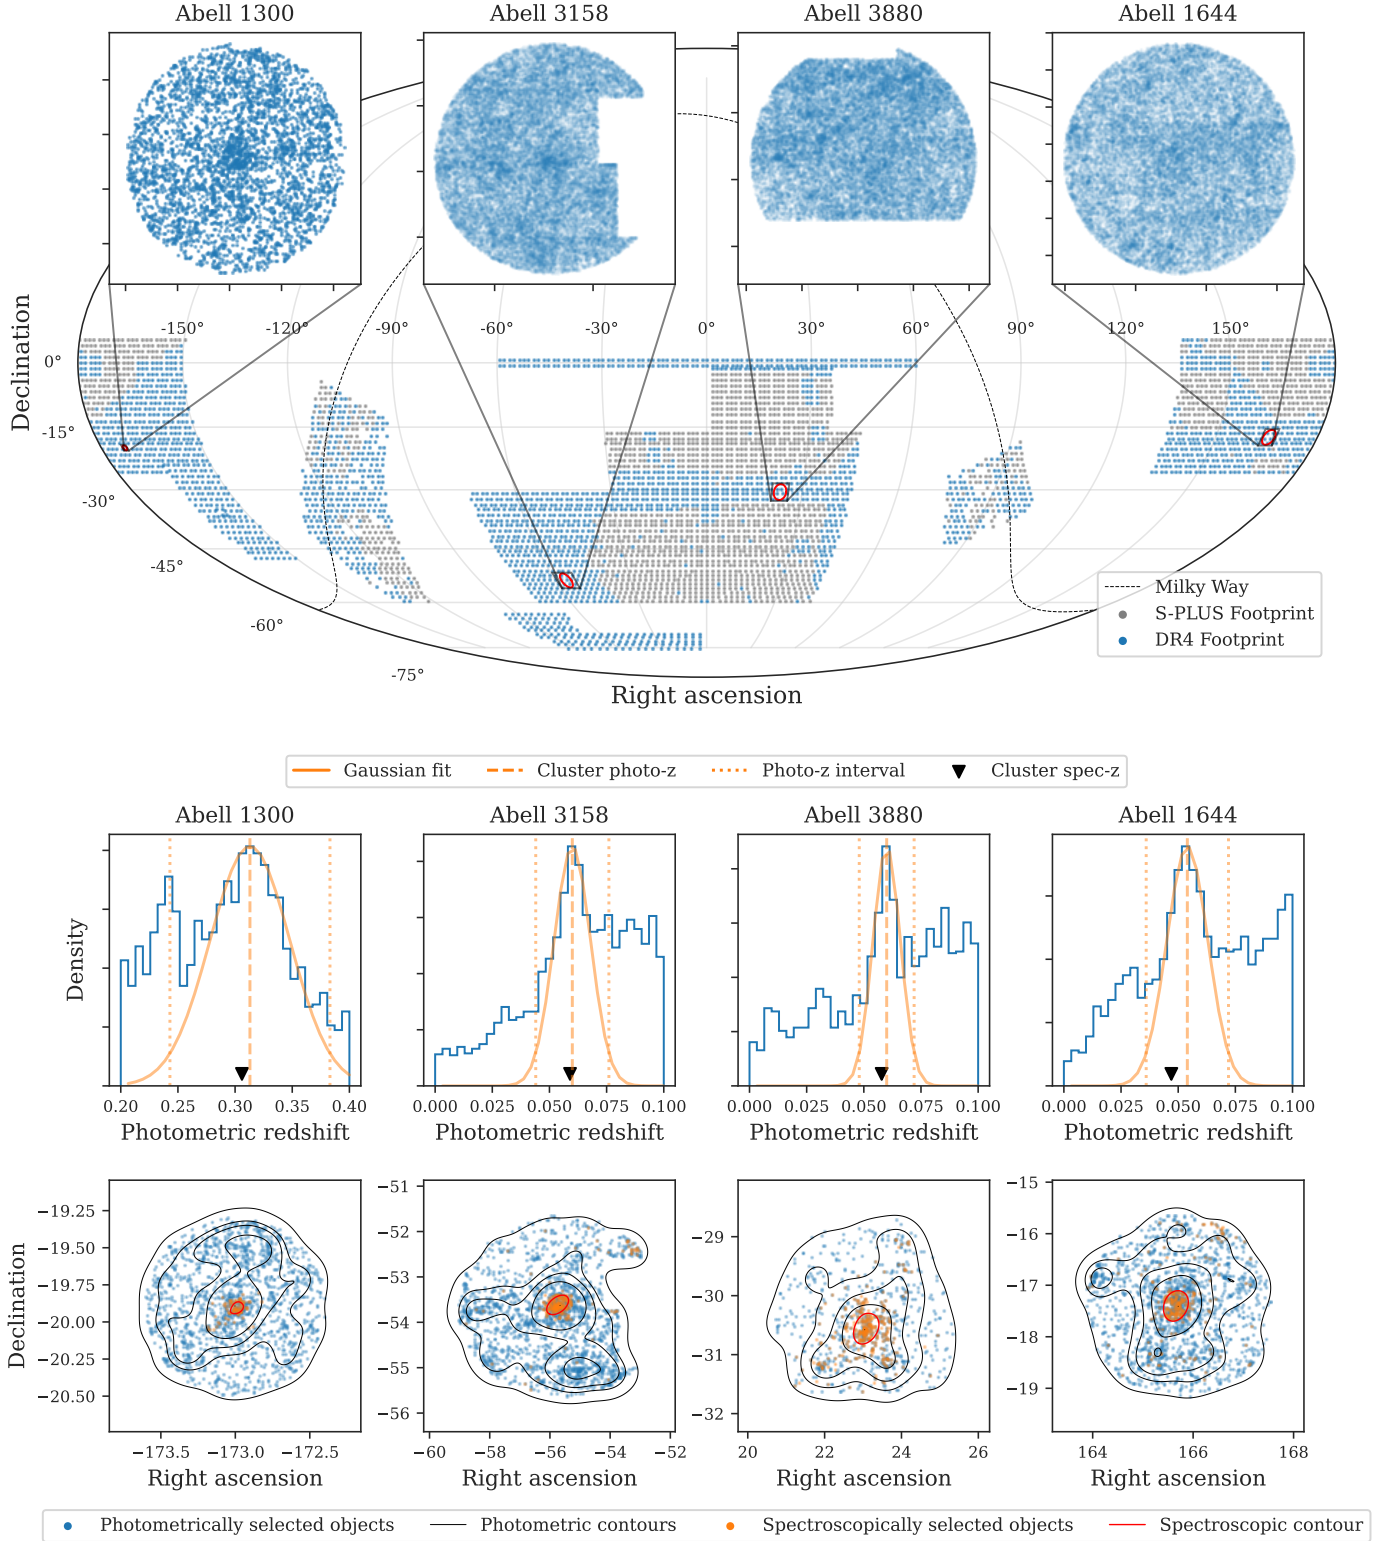 Abell 1300 Abell 3158 Abell 3880 Abell 1644
-150° -120° -90° -60° -30° 0° 30° 60° 90° 120° 150°
0°
-15°
-30°
-45°
-60°
-75°
Declination
Milky Way
S-PLUS Footprint
DR4 Footprint
Right ascension
Gaussian fit Cluster photo-z Photo-z interval Cluster spec-z
Abell 1300 Abell 3158 Abell 3880 Abell 1644
Density
0.20 0.25 0.30 0.35 0.40 0.000 0.025 0.050 0.075 0.100 0.000 0.025 0.050 0.075 0.100 0.000 0.025 0.050 0.075 0.100
Photometric redshift Photometric redshift Photometric redshift Photometric redshift
Declination
−19.25
−19.50
−19.75
−20.00
−20.25
−20.50
−51
−52
−53
−54
−55
−56
−29
−30
−31
−32
−15
−16
−17
−18
−19
−173.5 −173.0 −172.5 −60 −58 −56 −54 −52 20 22 24 26 164 166 168
Right ascension Right ascension Right ascension Right ascension
Photometrically selected objects Photometric contours Spectroscopically selected objects Spectroscopic contour